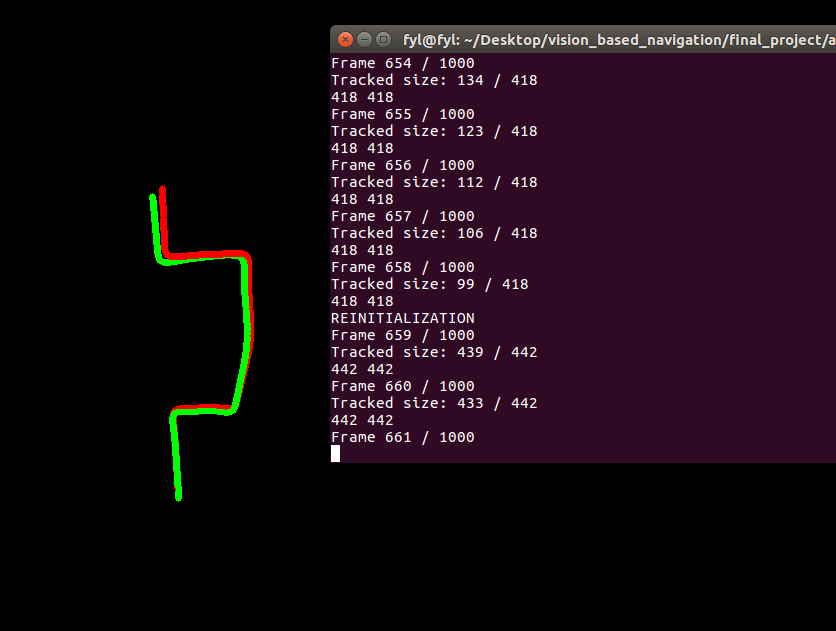 fyl@fyl: ~/Desktop/vision_based_navigation/final_project/a
Frame 654 / 1000
Tracked size: 134 / 418
418 418
Frame 655 / 1000
Tracked size: 123 / 418
418 418
Frame 656 / 1000
Tracked size: 112 / 418
418 418
Frame 657 / 1000
Tracked size: 106 / 418
418 418
Frame 658 / 1000
Tracked size: 99 / 418
418 418
REINITIALIZATION
Frame 659 / 1000
Tracked size: 439 / 442
442 442
Frame 660 / 1000
Tracked size: 433 / 442
442 442
Frame 661 / 1000